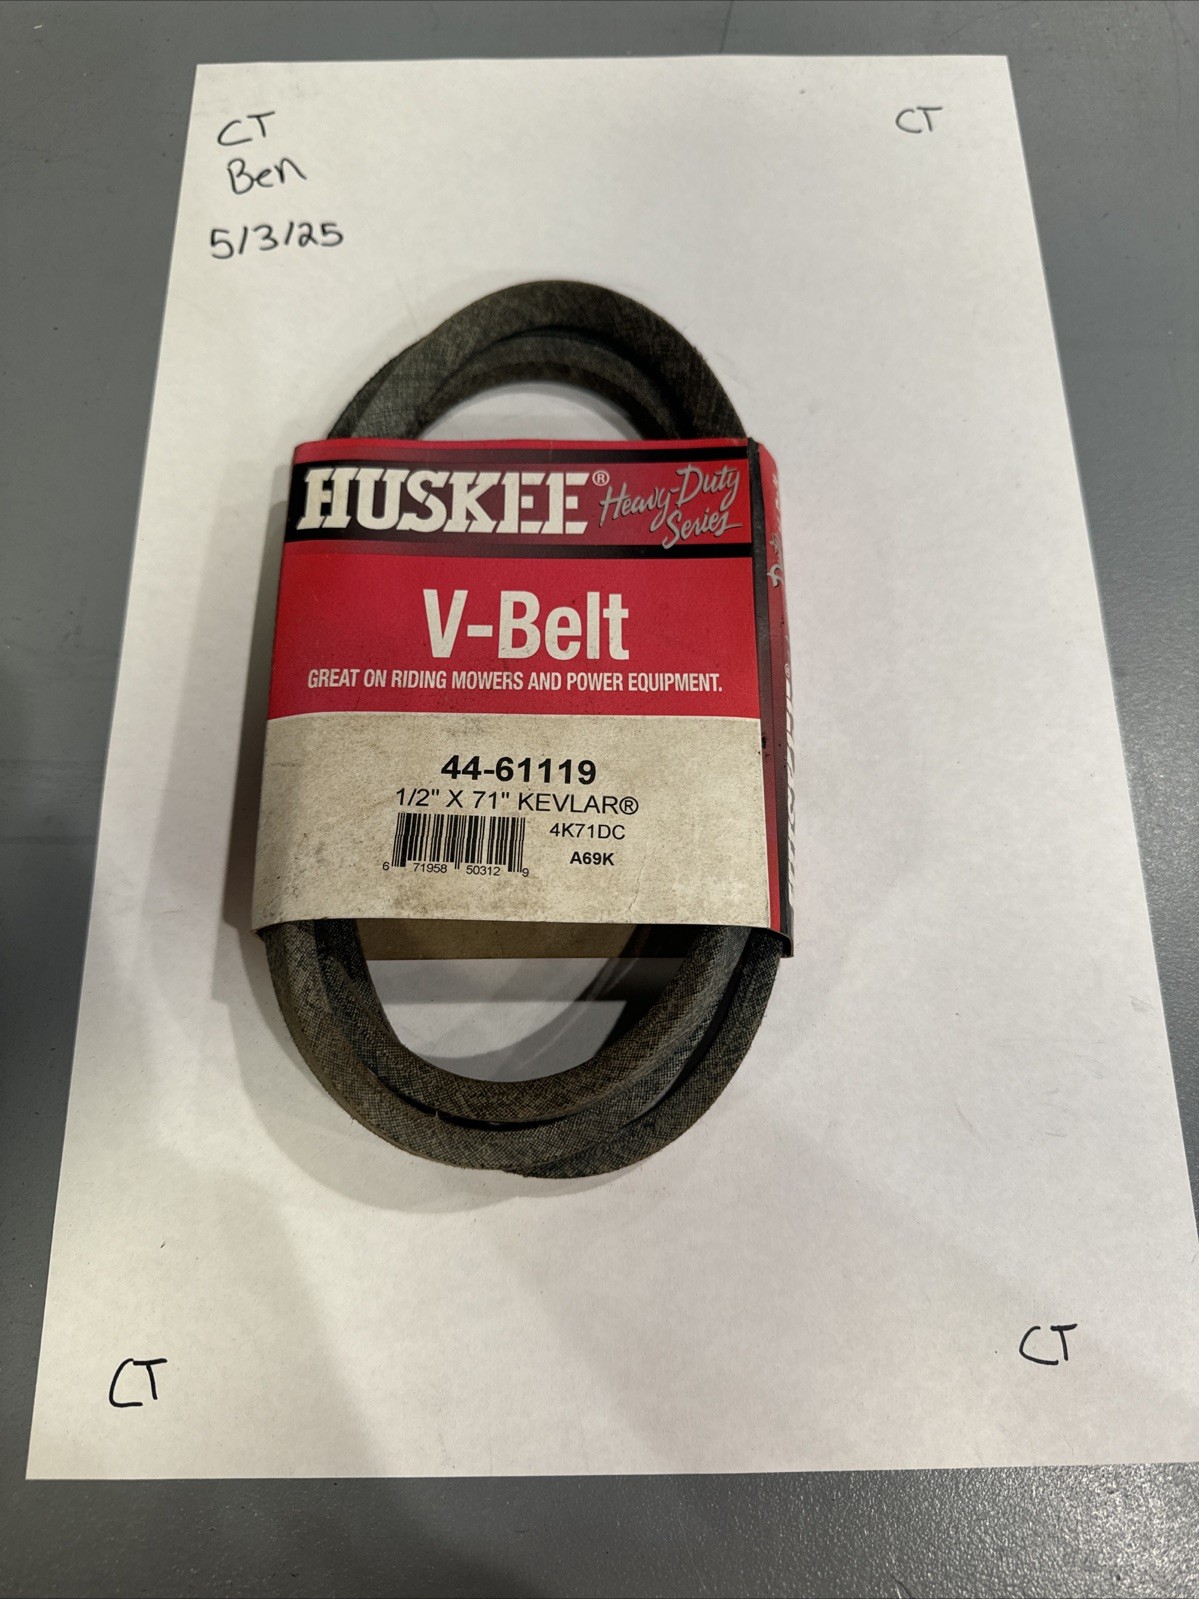 CT
CT
Ben
5/3/25
HUSKEE® Heavy-Duty Series
V-Belt
GREAT ON RIDING MOWERS AND POWER EQUIPMENT.
44-61119
1/2" X 71" KEVLAR®
4K71DC
A69K
6 71958 50312 9
CT
CT